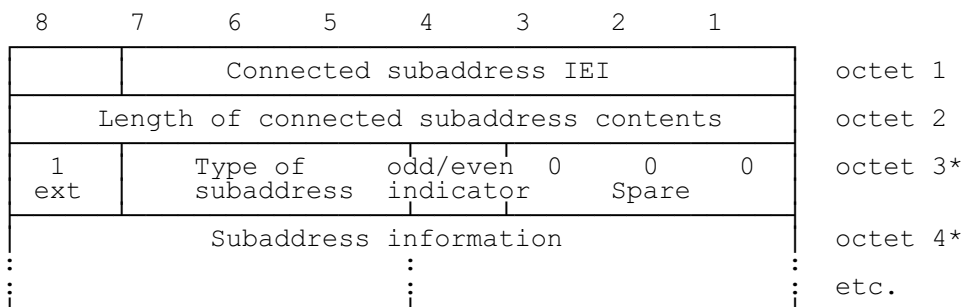 8 7 6 5 4 3 2 1
Connected subaddress IEI octet 1
Length of connected subaddress contents octet 2
1 Type of odd/even 0 0 0 octet 3*
ext subaddress indicator Spare
Subaddress information octet 4*
etc.